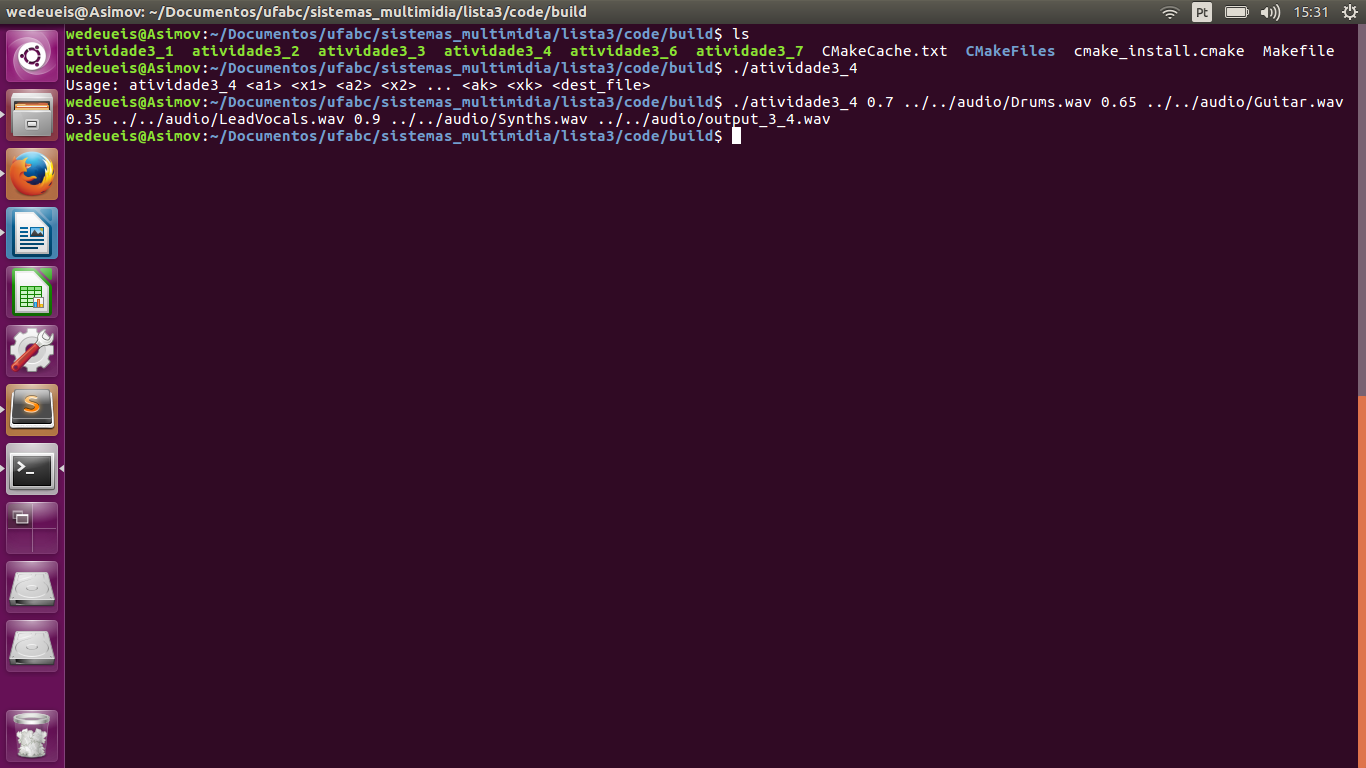 wedeueis@Asimov: ~/Documentos/ufabc/sistemas_multimidia/lista3/code/build
Pt
15:31
wedeueis@Asimov:~/Documentos/ufabc/sistemas_multimidia/lista3/code/build$ ls
atividade3_1  atividade3_2  atividade3_3  atividade3_4  atividade3_6  atividade3_7  CMakeCache.txt  CMakeFiles  cmake_install.cmake  Makefile
wedeueis@Asimov:~/Documentos/ufabc/sistemas_multimidia/lista3/code/build$ ./atividade3_4
Usage: atividade3_4 <a1> <x1> <a2> <x2> ... <ak> <xk> <dest_file>
wedeueis@Asimov:~/Documentos/ufabc/sistemas_multimidia/lista3/code/build$ ./atividade3_4 0.7 ../../audio/Drums.wav 0.65 ../../audio/Guitar.wav
0.35 ../../audio/LeadVocals.wav 0.9 ../../audio/Synths.wav ../../audio/output_3_4.wav
wedeueis@Asimov:~/Documentos/ufabc/sistemas_multimidia/lista3/code/build$
S
>_